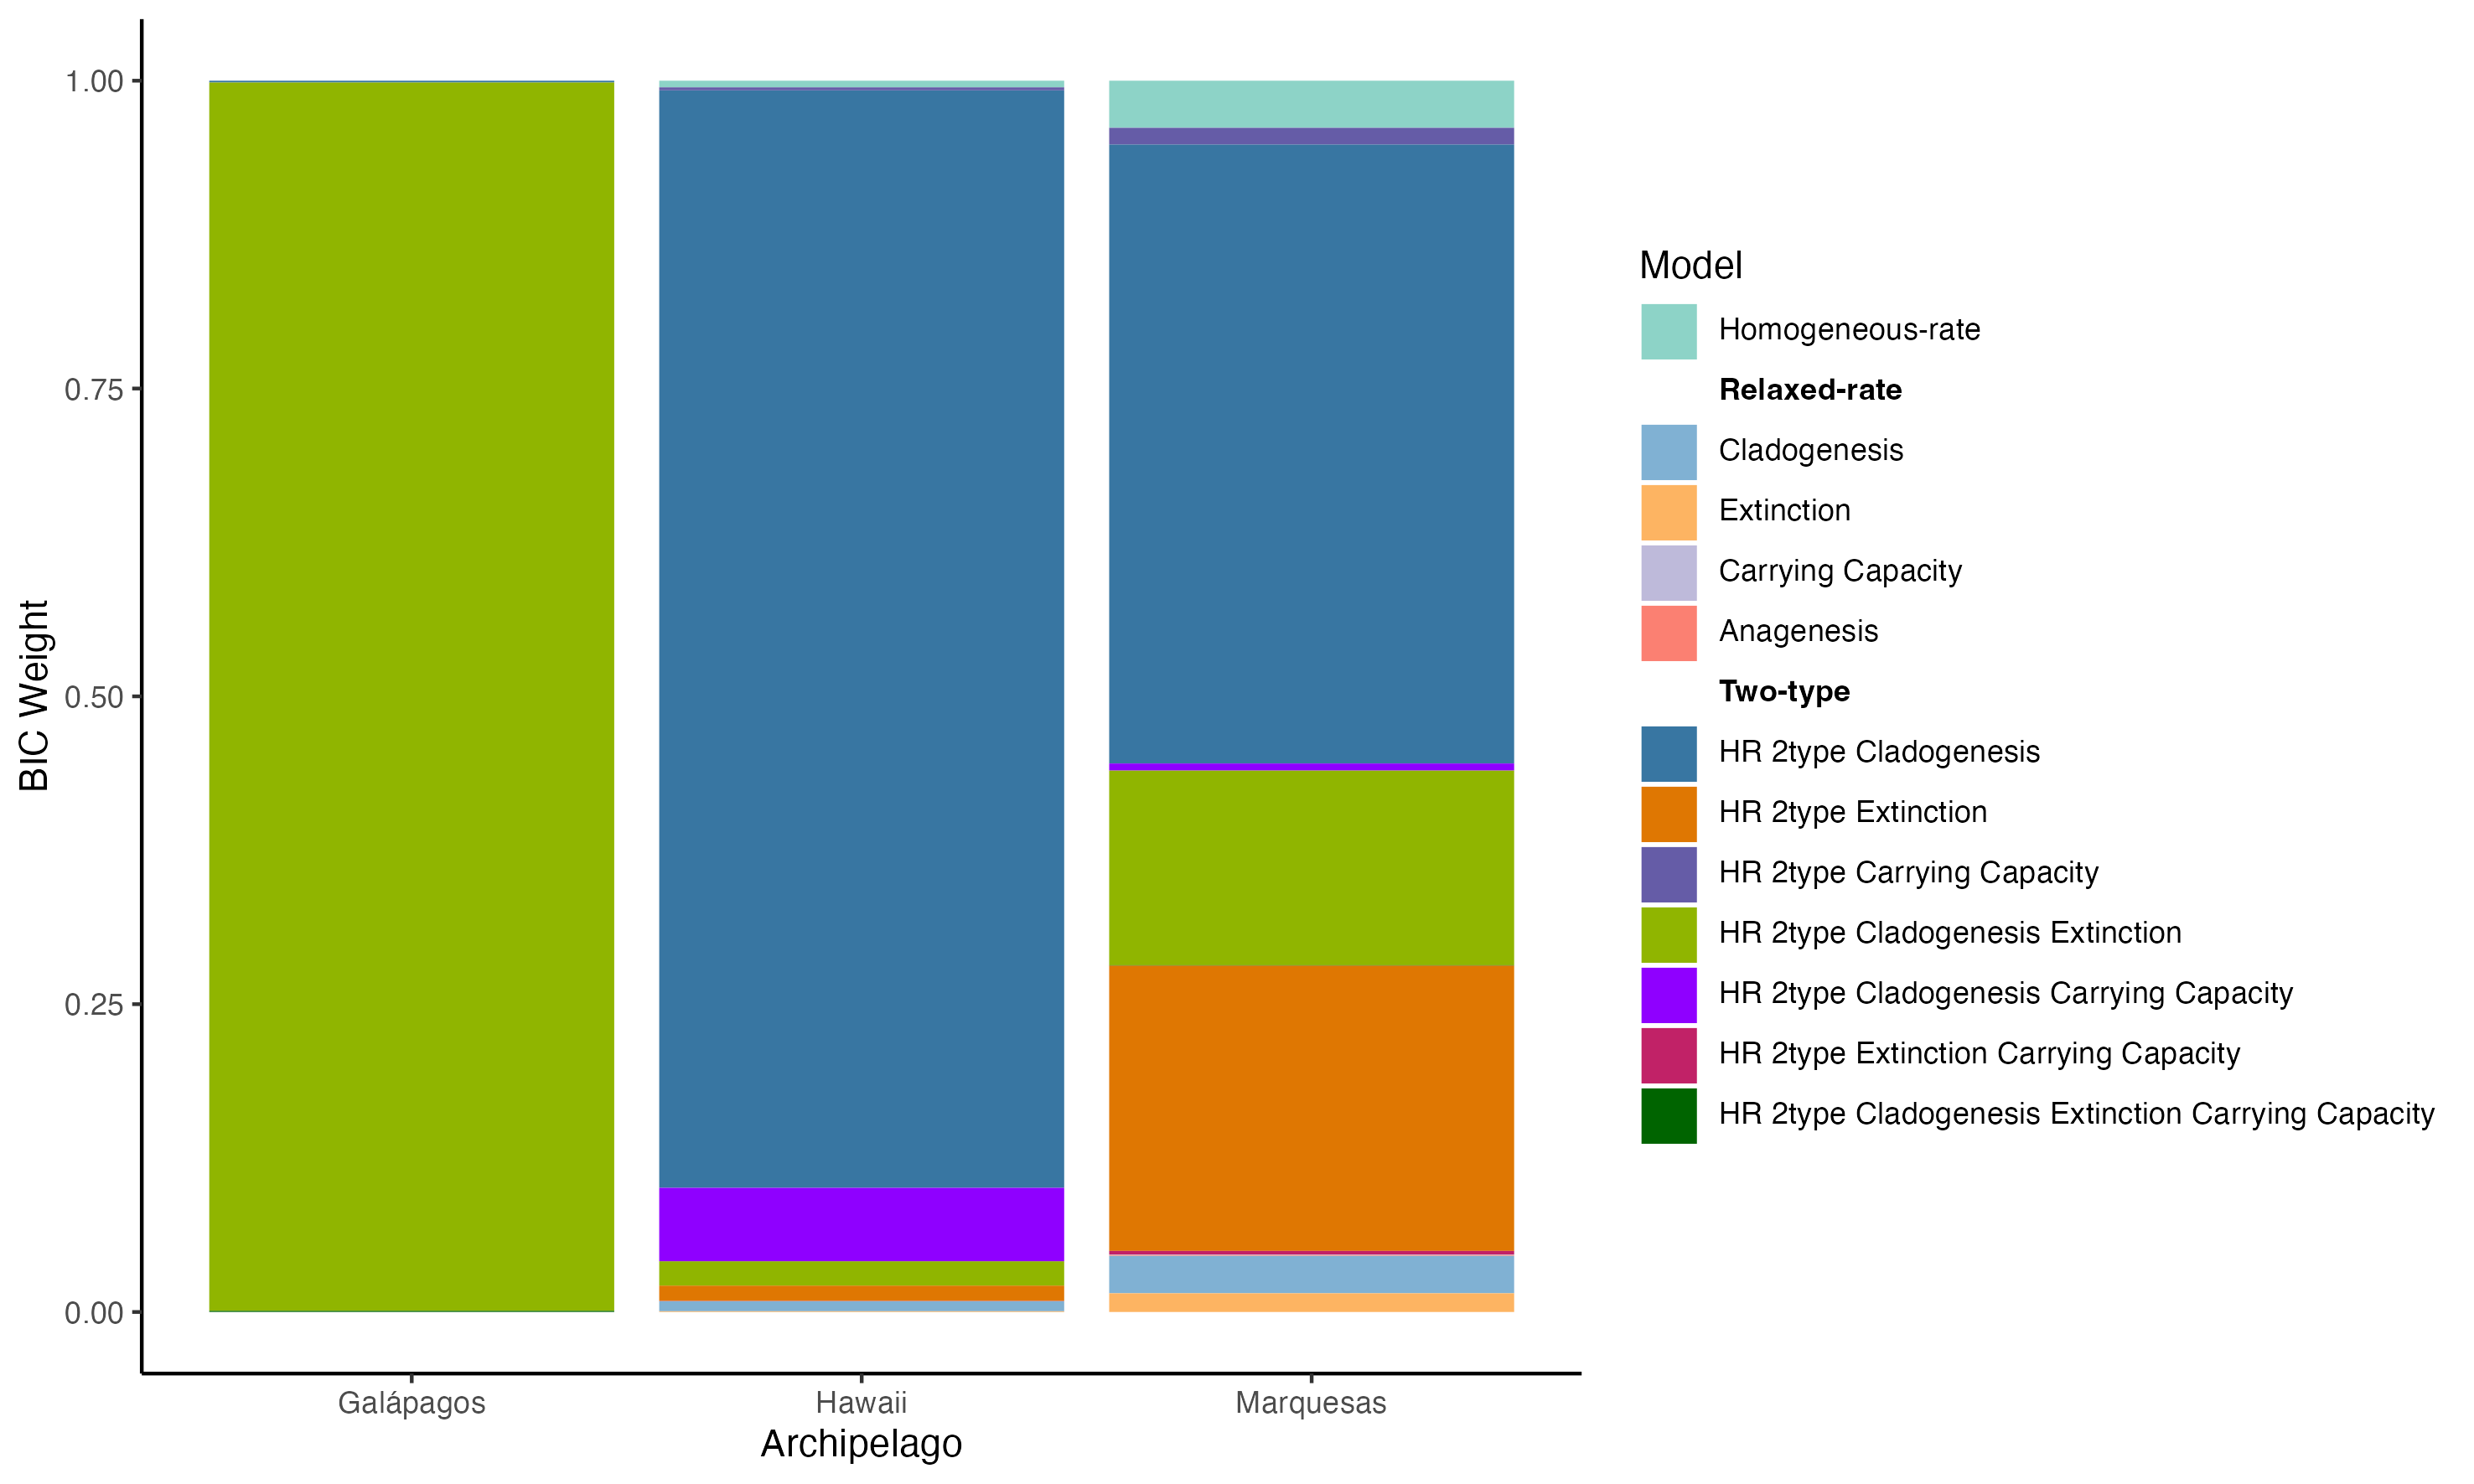 1.00
0.75
0.50
0.25
0.00
BIC Weight
Galápagos
Hawaii
Marquesas
Archipelago
Model
Homogeneous-rate
Relaxed-rate
Cladogenesis
Extinction
Carrying Capacity
Anagenesis
Two-type
HR 2type Cladogenesis
HR 2type Extinction
HR 2type Carrying Capacity
HR 2type Cladogenesis Extinction
HR 2type Cladogenesis Carrying Capacity
HR 2type Extinction Carrying Capacity
HR 2type Cladogenesis Extinction Carrying Capacity